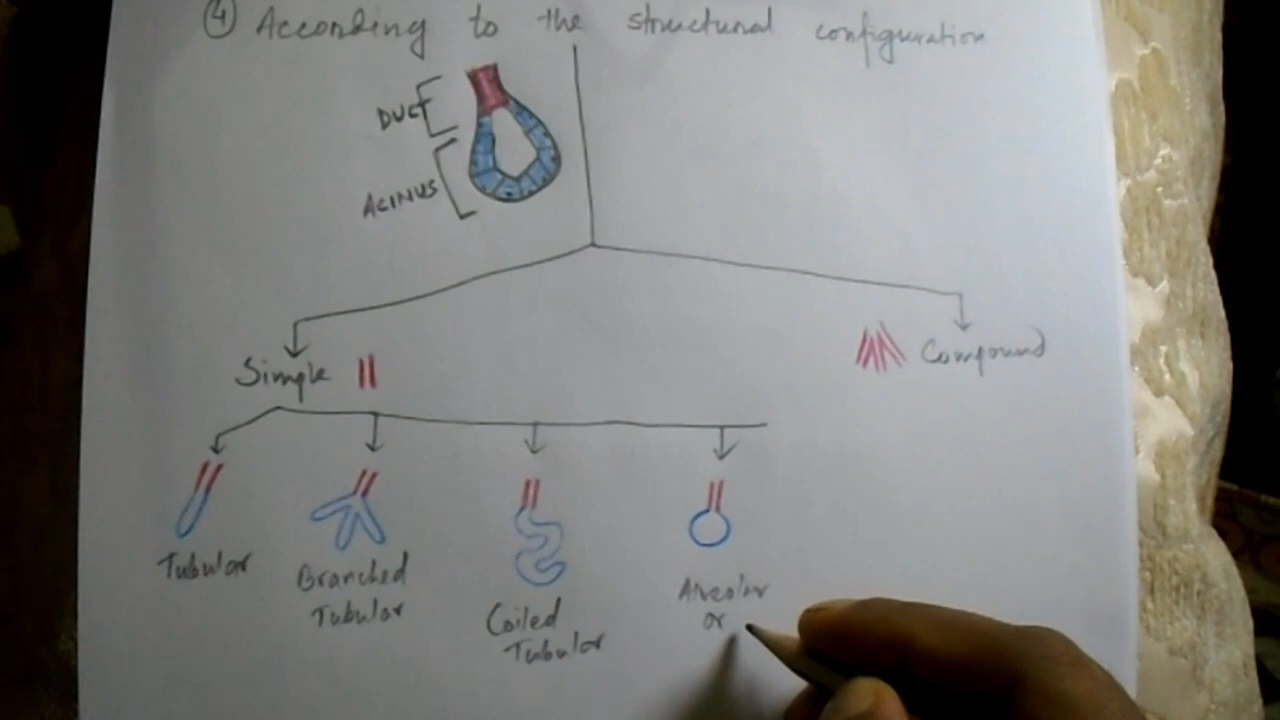 ④ According to the structural configuration
DUCT
ACINUS
Simple
Compound
Tubular
Branched
Tubular
Coiled
Tubular
Alveolar
or